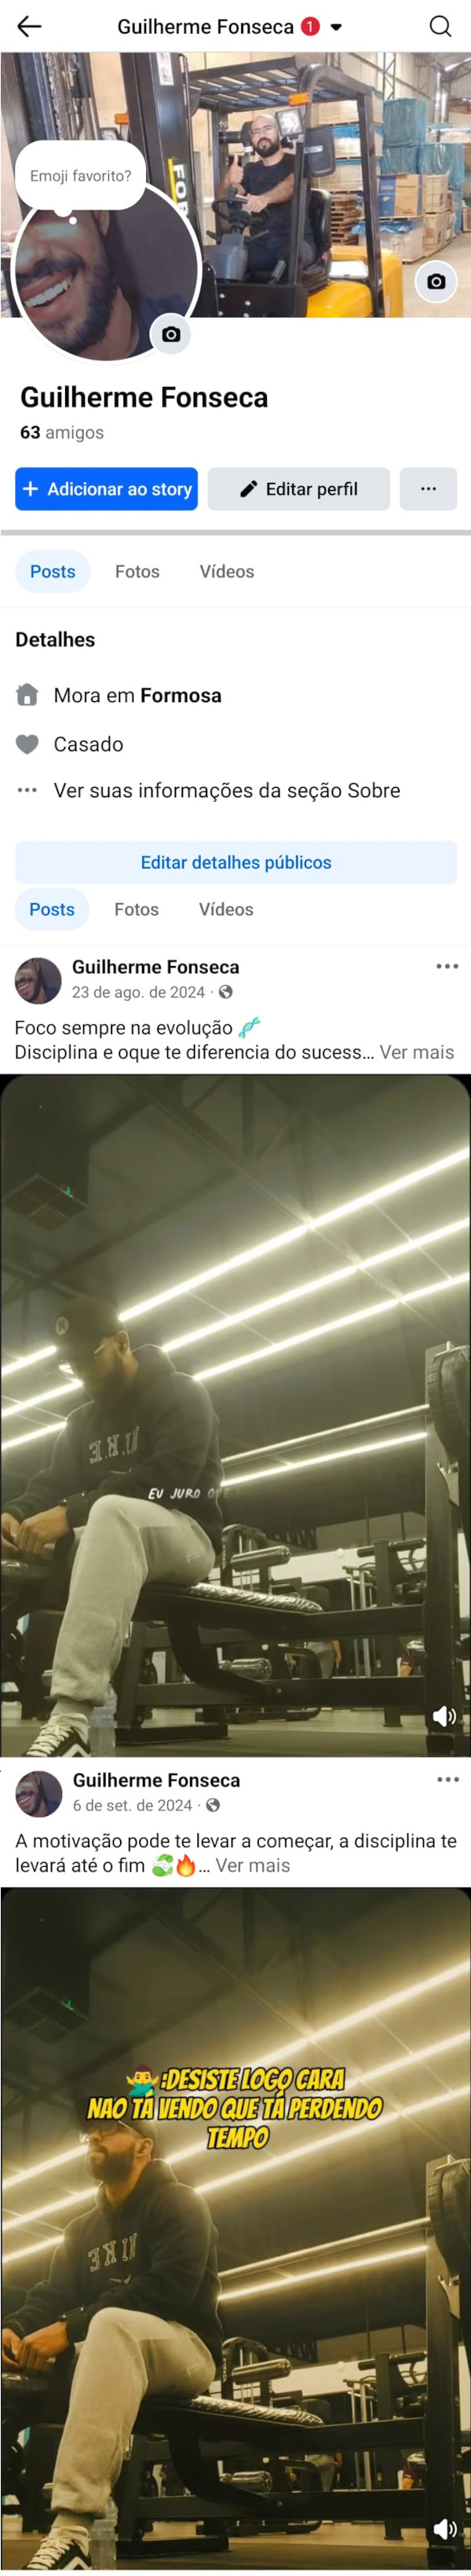 Guilherme Fonseca 1
Emoji favorito?
Guilherme Fonseca
63 amigos
+ Adicionar ao story
Editar perfil
Posts Fotos Vídeos
Detalhes
Mora em Formosa
Casado
Ver suas informações da seção Sobre
Editar detalhes públicos
Posts Fotos Vídeos
Guilherme Fonseca
23 de ago. de 2024 ·
Foco sempre na evolução 🧬
Disciplina e oque te diferencia do sucess... Ver mais
EU JURO QUE
Guilherme Fonseca
6 de set. de 2024 ·
A motivação pode te levar a começar, a disciplina te
levará até o fim 🔥... Ver mais
🤷‍♂️:DESISTE LOGO CARA
NAO TA VENDO QUE TÁ PERDENDO
TEMPO
NIKE